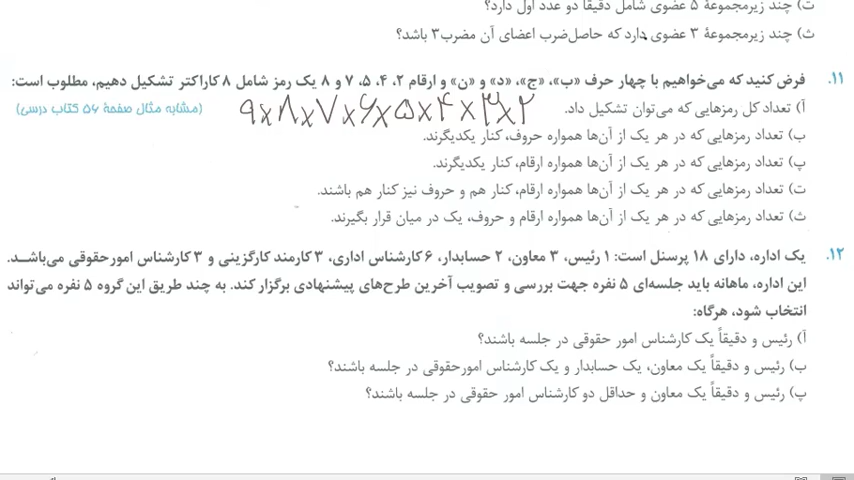 ت) چند زیرمجموعهٔ ۵ عضوی شامل دقیقاً دو عدد اول دارد؟
ث) چند زیرمجموعهٔ ۳ عضوی دارد که حاصل‌ضرب اعضای آن مضرب ۳ باشد؟
۱۱. فرض کنید که می‌خواهیم با چهار حرف «ب»، «ج»، «د» و «ن» و ارقام ۲، ۴، ۵، ۷ و ۸ یک رمز شامل ۸ کاراکتر تشکیل دهیم، مطلوب است:
آ) تعداد کل رمزهایی که می‌توان تشکیل داد. ۹×۸×۷×۶×۵×۴×۳×۲ (مشابه مثال صفحهٔ ۵۶ کتاب درسی)
ب) تعداد رمزهایی که در هر یک از آن‌ها همواره حروف، کنار یکدیگرند.
پ) تعداد رمزهایی که در هر یک از آن‌ها همواره ارقام، کنار یکدیگرند.
ت) تعداد رمزهایی که در هر یک از آن‌ها همواره ارقام، کنار هم و حروف نیز کنار هم باشند.
ث) تعداد رمزهایی که در هر یک از آن‌ها همواره ارقام و حروف، یک در میان قرار بگیرند.
۱۲. یک اداره، دارای ۱۸ پرسنل است: ۱ رئیس، ۳ معاون، ۲ حسابدار، ۶ کارشناس اداری، ۳ کارمند کارگزینی و ۳ کارشناس امور حقوقی می‌باشد.
این اداره، ماهانه باید جلسه‌ای ۵ نفره جهت بررسی و تصویب آخرین طرح‌های پیشنهادی برگزار کند. به چند طریق این گروه ۵ نفره می‌تواند
انتخاب شود، هرگاه:
آ) رئیس و دقیقاً یک کارشناس امور حقوقی در جلسه باشند؟
ب) رئیس و دقیقاً یک معاون، یک حسابدار و یک کارشناس امورحقوقی در جلسه باشند؟
پ) رئیس و دقیقاً یک معاون و حداقل دو کارشناس امور حقوقی در جلسه باشند؟